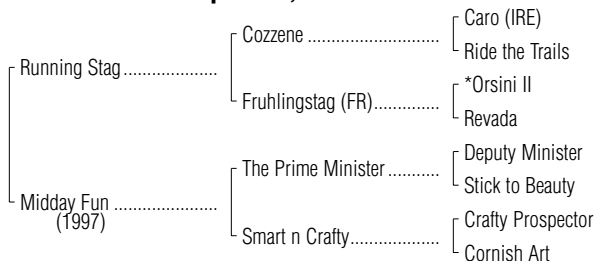 Caro (IRE)
Cozzene
Ride the Trails
Running Stag
*Orsini II
Fruhlingstag (FR)
Revada
Deputy Minister
The Prime Minister
Stick to Beauty
Midday Fun
(1997)
Crafty Prospector
Smart n Crafty
Cornish Art